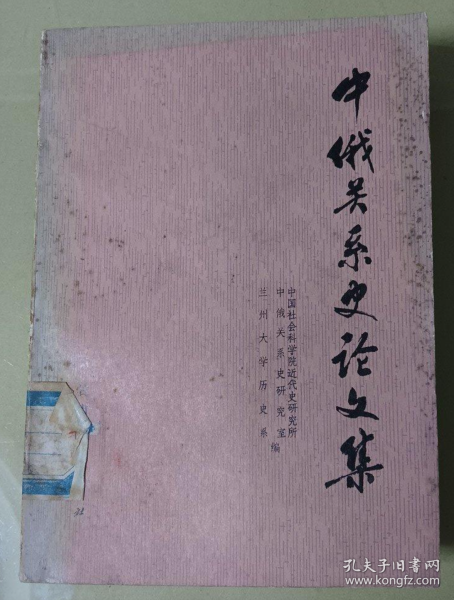 中俄关系史论文集
中国社会科学院近代史研究所
中俄关系史研究室
兰州大学历史系
编
21
孔夫子旧书网
www.kongfz.com